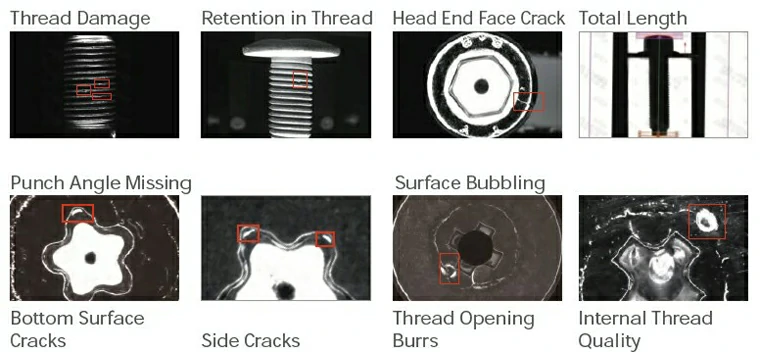 Thread Damage
Retention in Thread
Head End Face Crack
Total Length
Punch Angle Missing
Surface Bubbling
Bottom Surface
Cracks
Side Cracks
Thread Opening
Burrs
Internal Thread
Quality